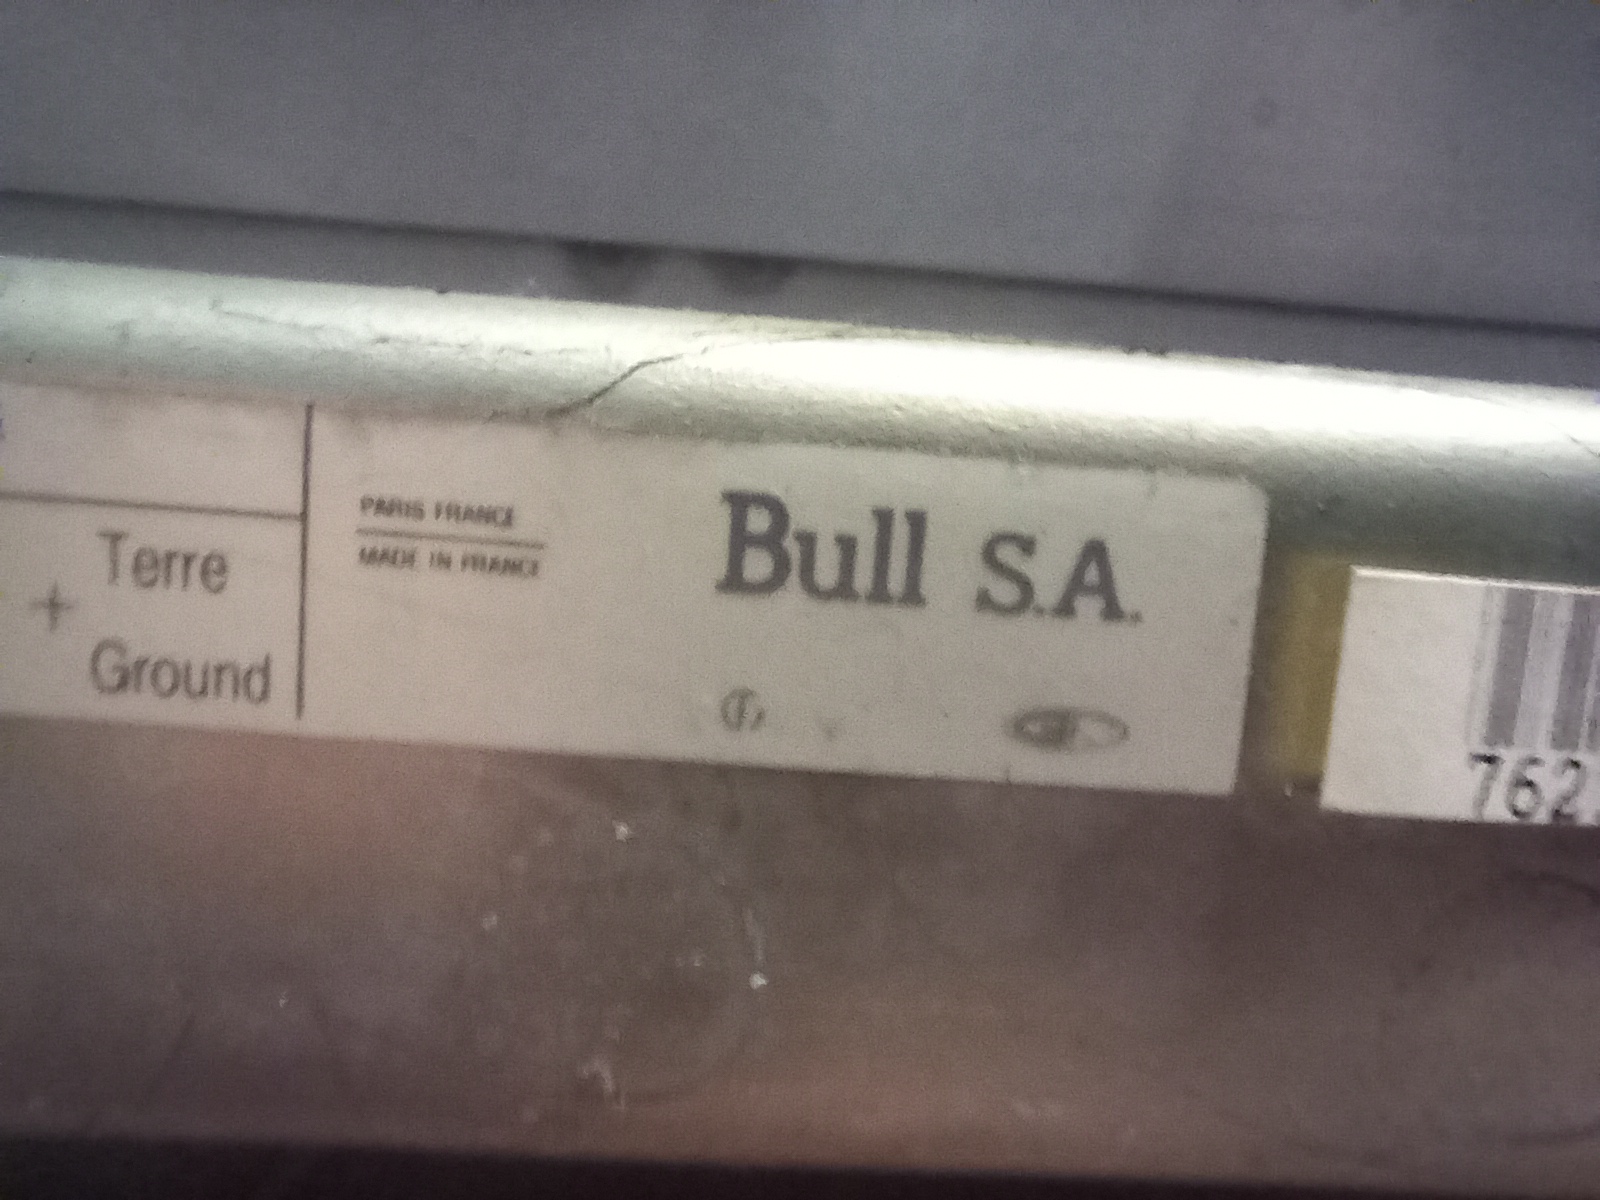 Terre
+
Ground
PARIS FRANCE
MADE IN FRANCE
Bull S.A.
762